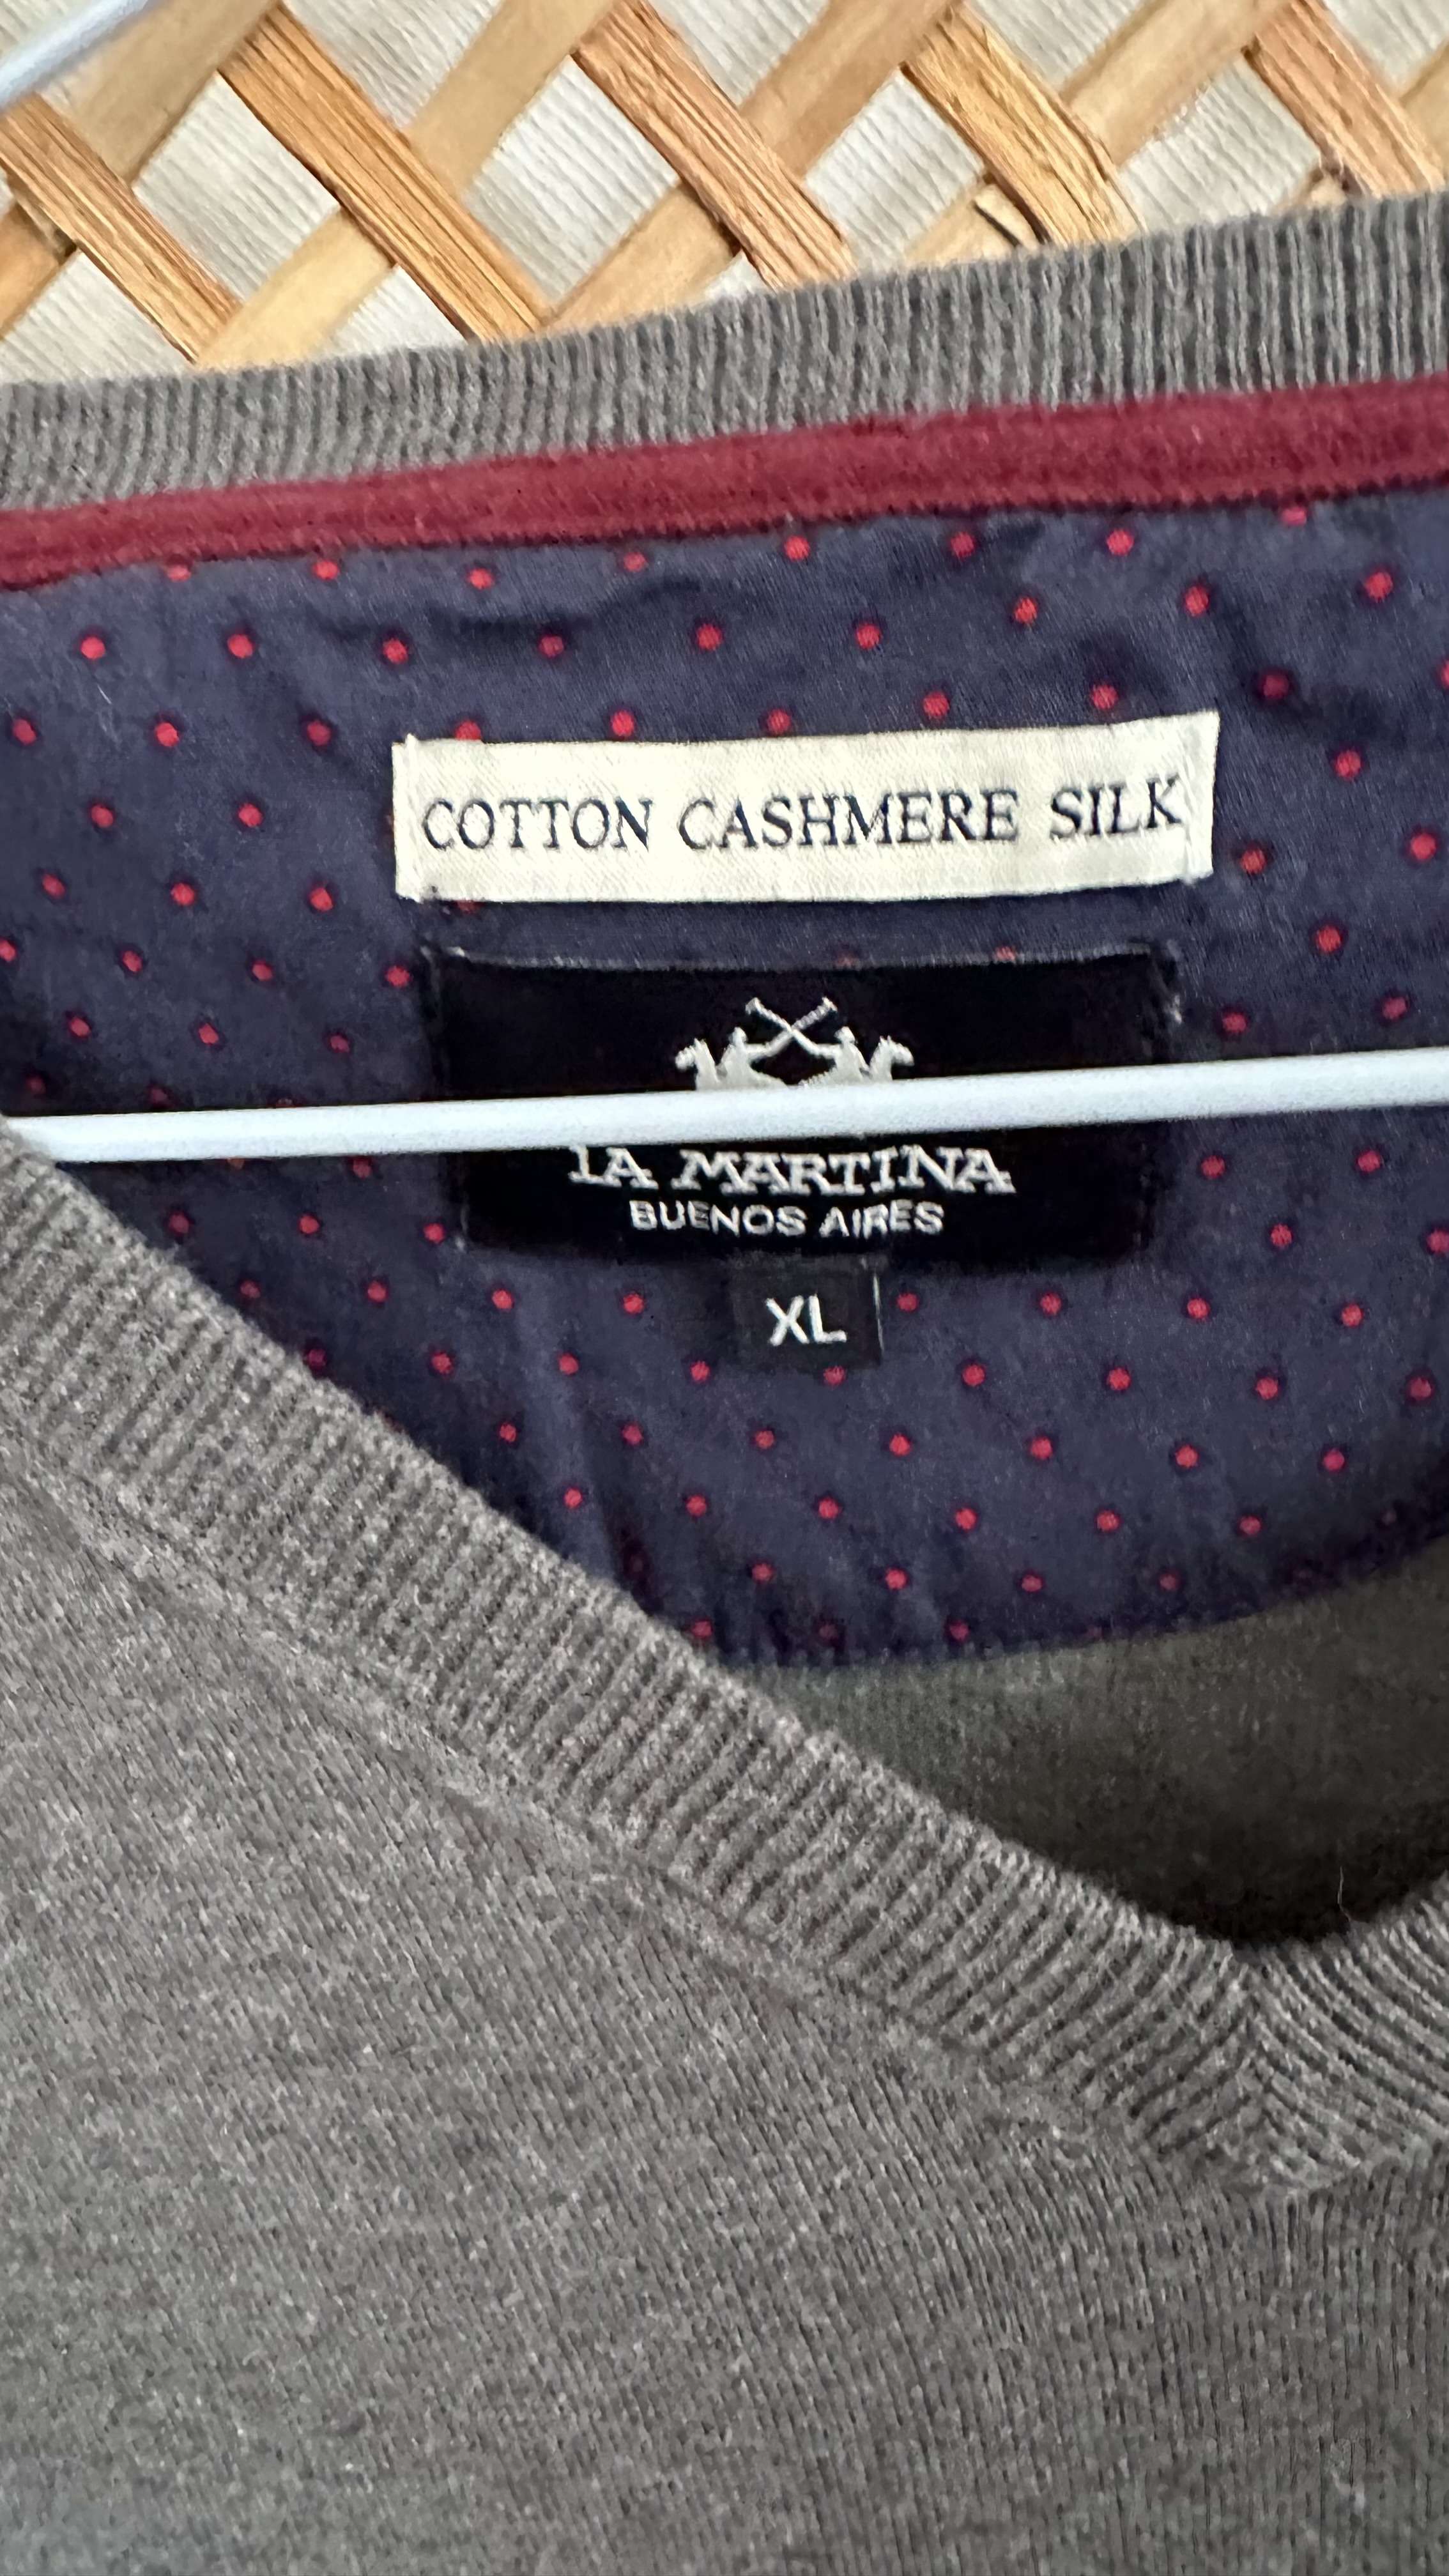 COTTON CASHMERE SILK
LA MARTINA
BUENOS AIRES
XL